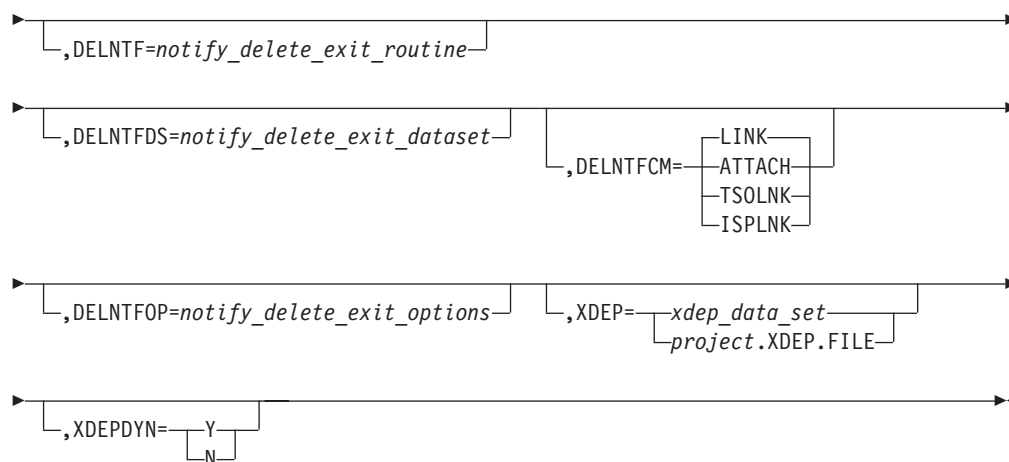 ,DELNTF=notify_delete_exit_routine
,DELNTFDS=notify_delete_exit_dataset
,DELNTFCM=
LINK
ATTACH
TSOLNK
ISPLNK
,DELNTFOP=notify_delete_exit_options
,XDEP=
xdep_data_set
project.XDEP.FILE
,XDEPDYN=
Y
N